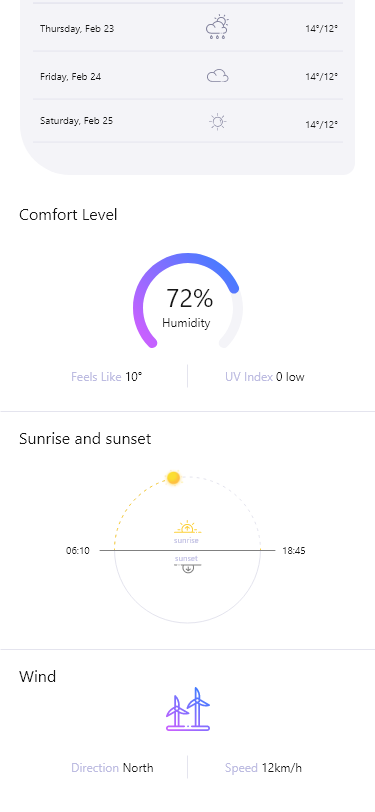 Thursday, Feb 23 14°/12°
Friday, Feb 24 14°/12°
Saturday, Feb 25 14°/12°
Comfort Level
72%
Humidity
Feels Like 10° UV Index 0 low
Sunrise and sunset
sunrise
06:10 18:45
sunset
Wind
Direction North Speed 12km/h